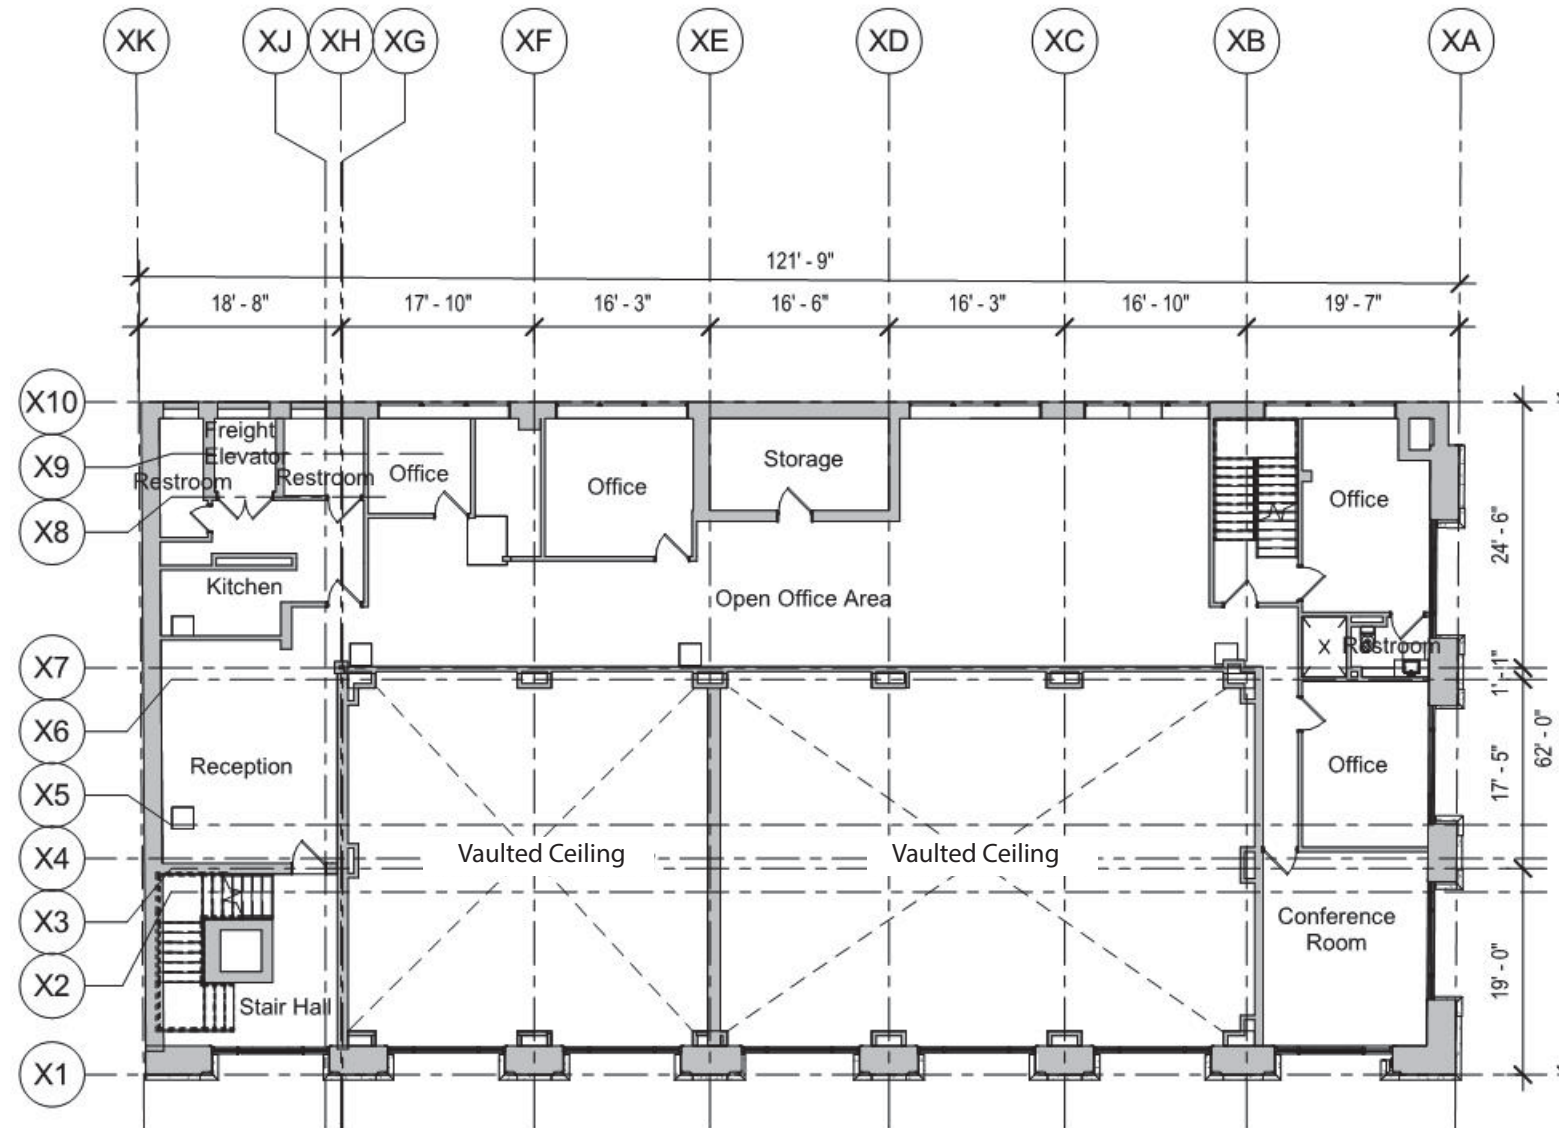 XK XJ XH XG XF XE XD XC XB XA
121' - 9"
18' - 8" 17' - 10" 16' - 3" 16' - 6" 16' - 3" 16' - 10" 19' - 7"
X10
X9
X8
X7
X6
X5
X4
X3
X2
X1
Freight
Elevator
Restroom
Restroom
Office
Office
Storage
Office
Kitchen
Open Office Area
X
Restroom
Reception
Office
Vaulted Ceiling
Vaulted Ceiling
Conference
Room
Stair Hall
24' - 6"
1' - 1"
17' - 5"
62' - 0"
19' - 0"